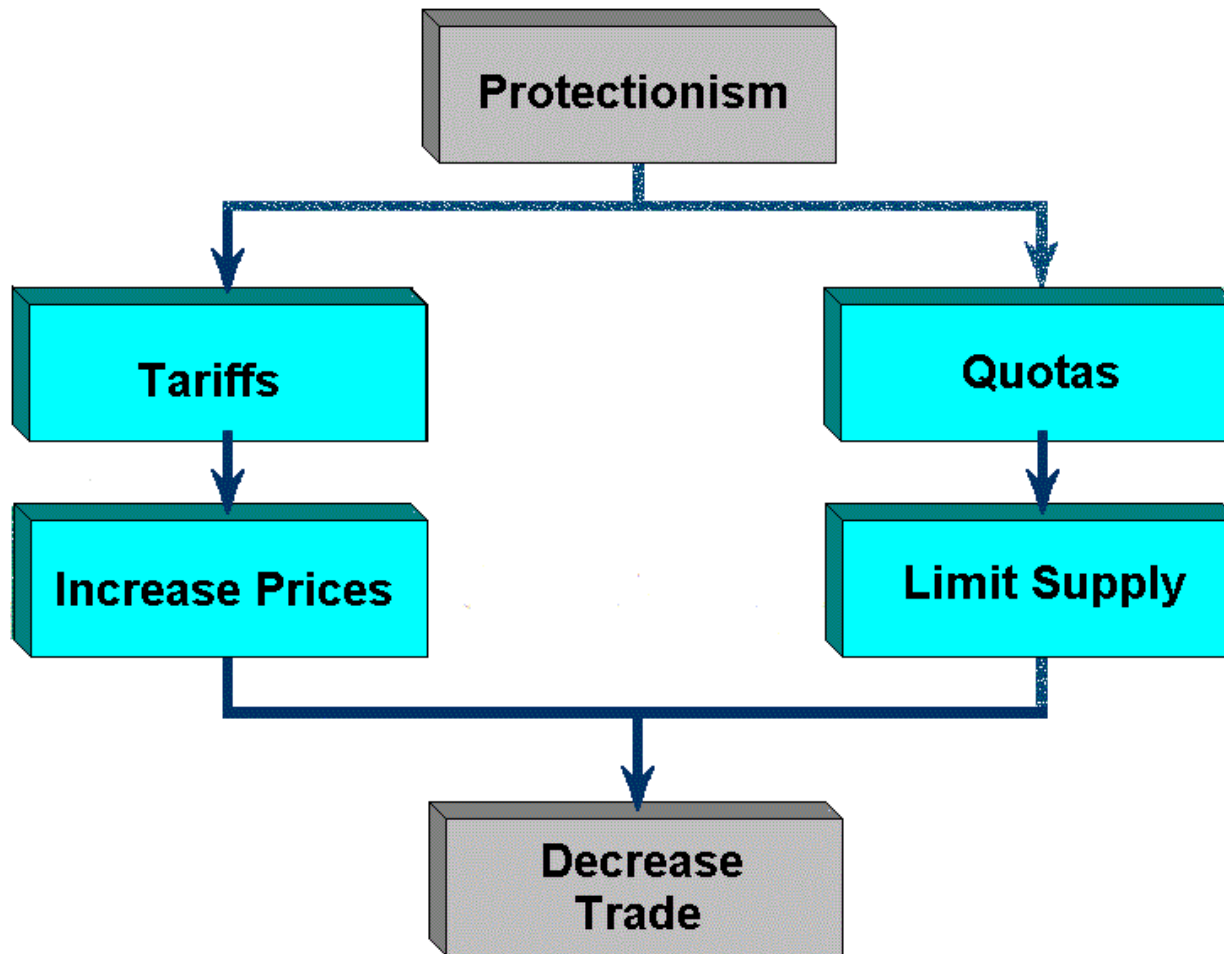 Protectionism
Tariffs
Quotas
Increase Prices
Limit Supply
Decrease
Trade